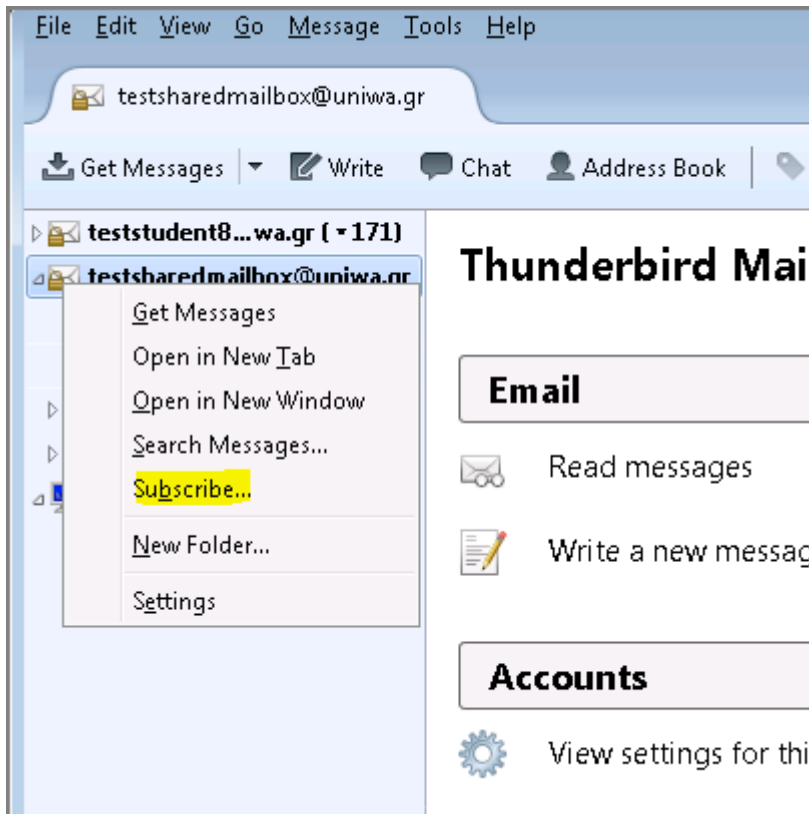 File Edit View Go Message Tools Help
testsharedmailbox@uniwa.gr
Get Messages Write Chat Address Book
teststudent8...wa.gr (171)
testsharedmailbox@uniwa.gr
Get Messages
Open in New Tab
Open in New Window
Search Messages...
Subscribe...
New Folder...
Settings
Thunderbird Mai
Email
Read messages
Write a new messag
Accounts
View settings for thi